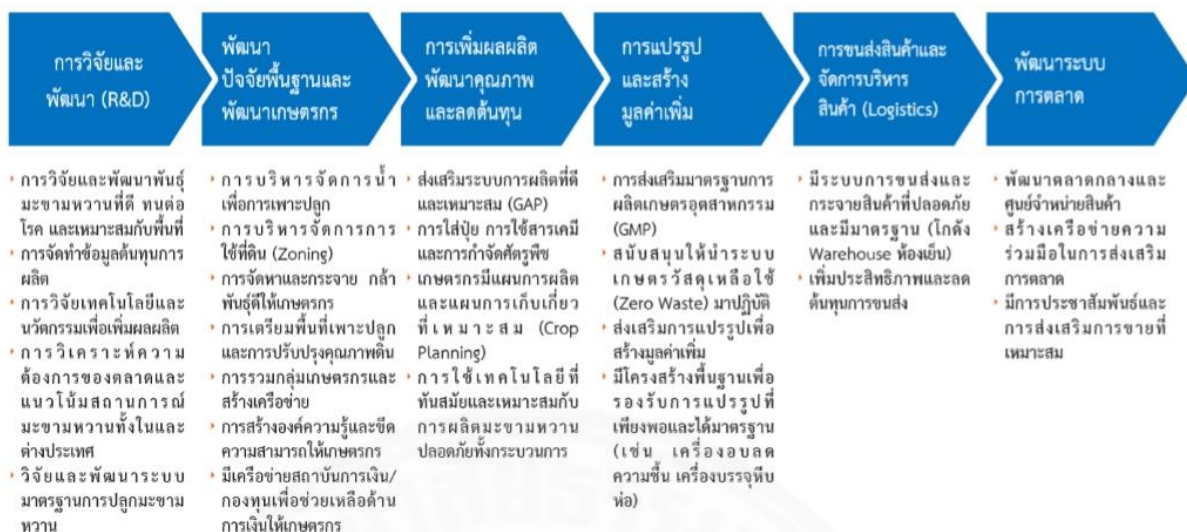 การวิจัยและ
พัฒนา (R&D)
พัฒนา
ปัจจัยพื้นฐานและ
พัฒนาเกษตรกร
การเพิ่มผลผลิต
พัฒนาคุณภาพ
และลดต้นทุน
การแปรรูป
และสร้าง
มูลค่าเพิ่ม
การขนส่งสินค้าและ
จัดการบริหาร
สินค้า (Logistics)
พัฒนาระบบ
การตลาด
การวิจัยและพัฒนาพันธุ์
มะขามหวานที่ดี ทนต่อ
โรค และเหมาะสมกับพื้นที่
การจัดทำข้อมูลต้นทุนการ
ผลิต
การวิจัยเทคโนโลยีและ
นวัตกรรมเพื่อเพิ่มผลผลิต
การวิเคราะห์ความ
ต้องการของตลาดและ
แนวโน้มสถานการณ์
มะขามหวานทั้งในและ
ต่างประเทศ
วิจัยและพัฒนาระบบ
มาตรฐานการปลูกมะขาม
หวาน
การบริหารจัดการน้ำ
เพื่อการเพาะปลูก
การบริหารจัดการการ
ใช้ที่ดิน (Zoning)
การจัดหาและกระจาย กล้า
พันธุ์ดีให้เกษตรกร
การเตรียมพื้นที่เพาะปลูก
และการปรับปรุงคุณภาพดิน
การรวมกลุ่มเกษตรกรและ
สร้างเครือข่าย
การสร้างองค์ความรู้และขีด
ความสามารถให้เกษตรกร
มีเครือข่ายสถาบันการเงิน/
กองทุนเพื่อช่วยเหลือด้าน
การเงินให้เกษตรกร
ส่งเสริมระบบการผลิตที่ดี
และเหมาะสม (GAP)
การใส่ปุ๋ย การใช้สารเคมี
และการกำจัดศัตรูพืช
เกษตรกรมีแผนการผลิต
และแผนการเก็บเกี่ยว
ที่เหมาะสม (Crop
Planning)
การใช้เทคโนโลยีที่
ทันสมัยและเหมาะสมกับ
การผลิตมะขามหวาน
ปลอดภัยทั้งกระบวนการ
การส่งเสริมมาตรฐานการ
ผลิตเกษตรอุตสาหกรรม
(GMP)
สนับสนุนให้นำระบบ
เกษตรวัสดุเหลือใช้
(Zero Waste) มาปฏิบัติ
ส่งเสริมการแปรรูปเพื่อ
สร้างมูลค่าเพิ่ม
มีโครงสร้างพื้นฐานเพื่อ
รองรับการแปรรูปที่
เพียงพอและได้มาตรฐาน
(เช่น เครื่องอบลด
ความชื้น เครื่องบรรจุหีบ
ห่อ)
มีระบบการขนส่งและ
กระจายสินค้าที่ปลอดภัย
และมีมาตรฐาน (โกดัง
Warehouse ห้องเย็น)
เพิ่มประสิทธิภาพและลด
ต้นทุนการขนส่ง
พัฒนาตลาดกลางและ
ศูนย์จำหน่ายสินค้า
สร้างเครือข่ายความ
ร่วมมือในการส่งเสริม
การตลาด
มีการประชาสัมพันธ์และ
การส่งเสริมการขายที่
เหมาะสม